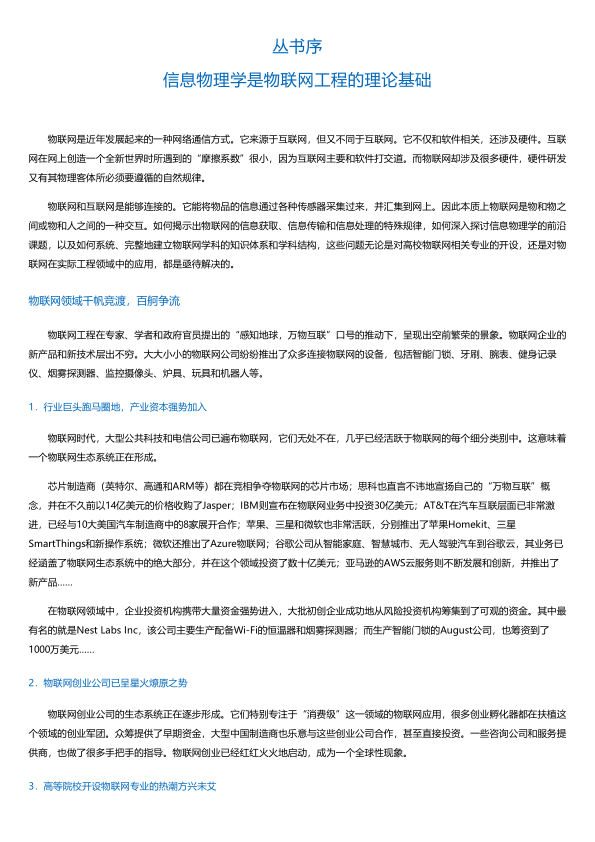 丛书序
信息物理学是物联网工程的理论基础
物联网是近年发展起来的一种网络通信方式。它来源于互联网，但又不同于互联网。它不仅和软件相关，还涉及硬件。互联
网在网上创造一个全新世界时所遇到的“摩擦系数”很小，因为互联网主要和软件打交道。而物联网却涉及很多硬件，硬件研发
又有其物理客体所必须要遵循的自然规律。
物联网和互联网是能够连接的。它能将物品的信息通过各种传感器采集过来，并汇集到网上。因此本质上物联网是物和物之
间或物和人之间的一种交互。如何揭示出物联网的信息获取、信息传输和信息处理的特殊规律，如何深入探讨信息物理学的前沿
课题，以及如何系统、完整地建立物联网学科的知识体系和学科结构，这些问题无论是对高校物联网相关专业的开设，还是对物
联网在实际工程领域中的应用，都是亟待解决的。
物联网领域千帆竞渡，百舸争流
物联网工程在专家、学者和政府官员提出的“感知地球，万物互联”口号的推动下，呈现出空前繁荣的景象。物联网企业的
新产品和新技术层出不穷。大大小小的物联网公司纷纷推出了众多连接物联网的设备，包括智能门锁、牙刷、腕表、健身记录
仪、烟雾探测器、监控摄像头、炉具、玩具和机器人等。
1．行业巨头跑马圈地，产业资本强势加入
物联网时代，大型公共科技和电信公司已遍布物联网，它们无处不在，几乎已经活跃于物联网的每个细分类别中。这意味着
一个物联网生态系统正在形成。
芯片制造商（英特尔、高通和ARM等）都在竞相争夺物联网的芯片市场；思科也直言不讳地宣扬自己的“万物互联”概
念，并在不久前以14亿美元的价格收购了Jasper；IBM则宣布在物联网业务中投资30亿美元；AT&T在汽车互联层面已非常激
进，已经与10大美国汽车制造商中的8家展开合作；苹果、三星和微软也非常活跃，分别推出了苹果Homekit、三星
SmartThings和新操作系统；微软还推出了Azure物联网；谷歌公司从智能家庭、智慧城市、无人驾驶汽车到谷歌云，其业务已
经涵盖了物联网生态系统中的绝大部分，并在这个领域投资了数十亿美元；亚马逊的AWS云服务则不断发展和创新，并推出了
新产品……
在物联网领域中，企业投资机构携带大量资金强势进入，大批初创企业成功地从风险投资机构筹集到了可观的资金。其中最
有名的就是Nest Labs Inc，该公司主要生产配备Wi-Fi的恒温器和烟雾探测器；而生产智能门锁的August公司，也筹资到了
1000万美元……
2．物联网创业公司已呈星火燎原之势
物联网创业公司的生态系统正在逐步形成。它们特别专注于“消费级”这一领域的物联网应用，很多创业孵化器都在扶植这
个领域的创业军团。众筹提供了早期资金，大型中国制造商也乐意与这些创业公司合作，甚至直接投资。一些咨询公司和服务提
供商，也做了很多手把手的指导。物联网创业已经红红火火地启动，成为一个全球性现象。
3．高等院校开设物联网专业的热潮方兴未艾